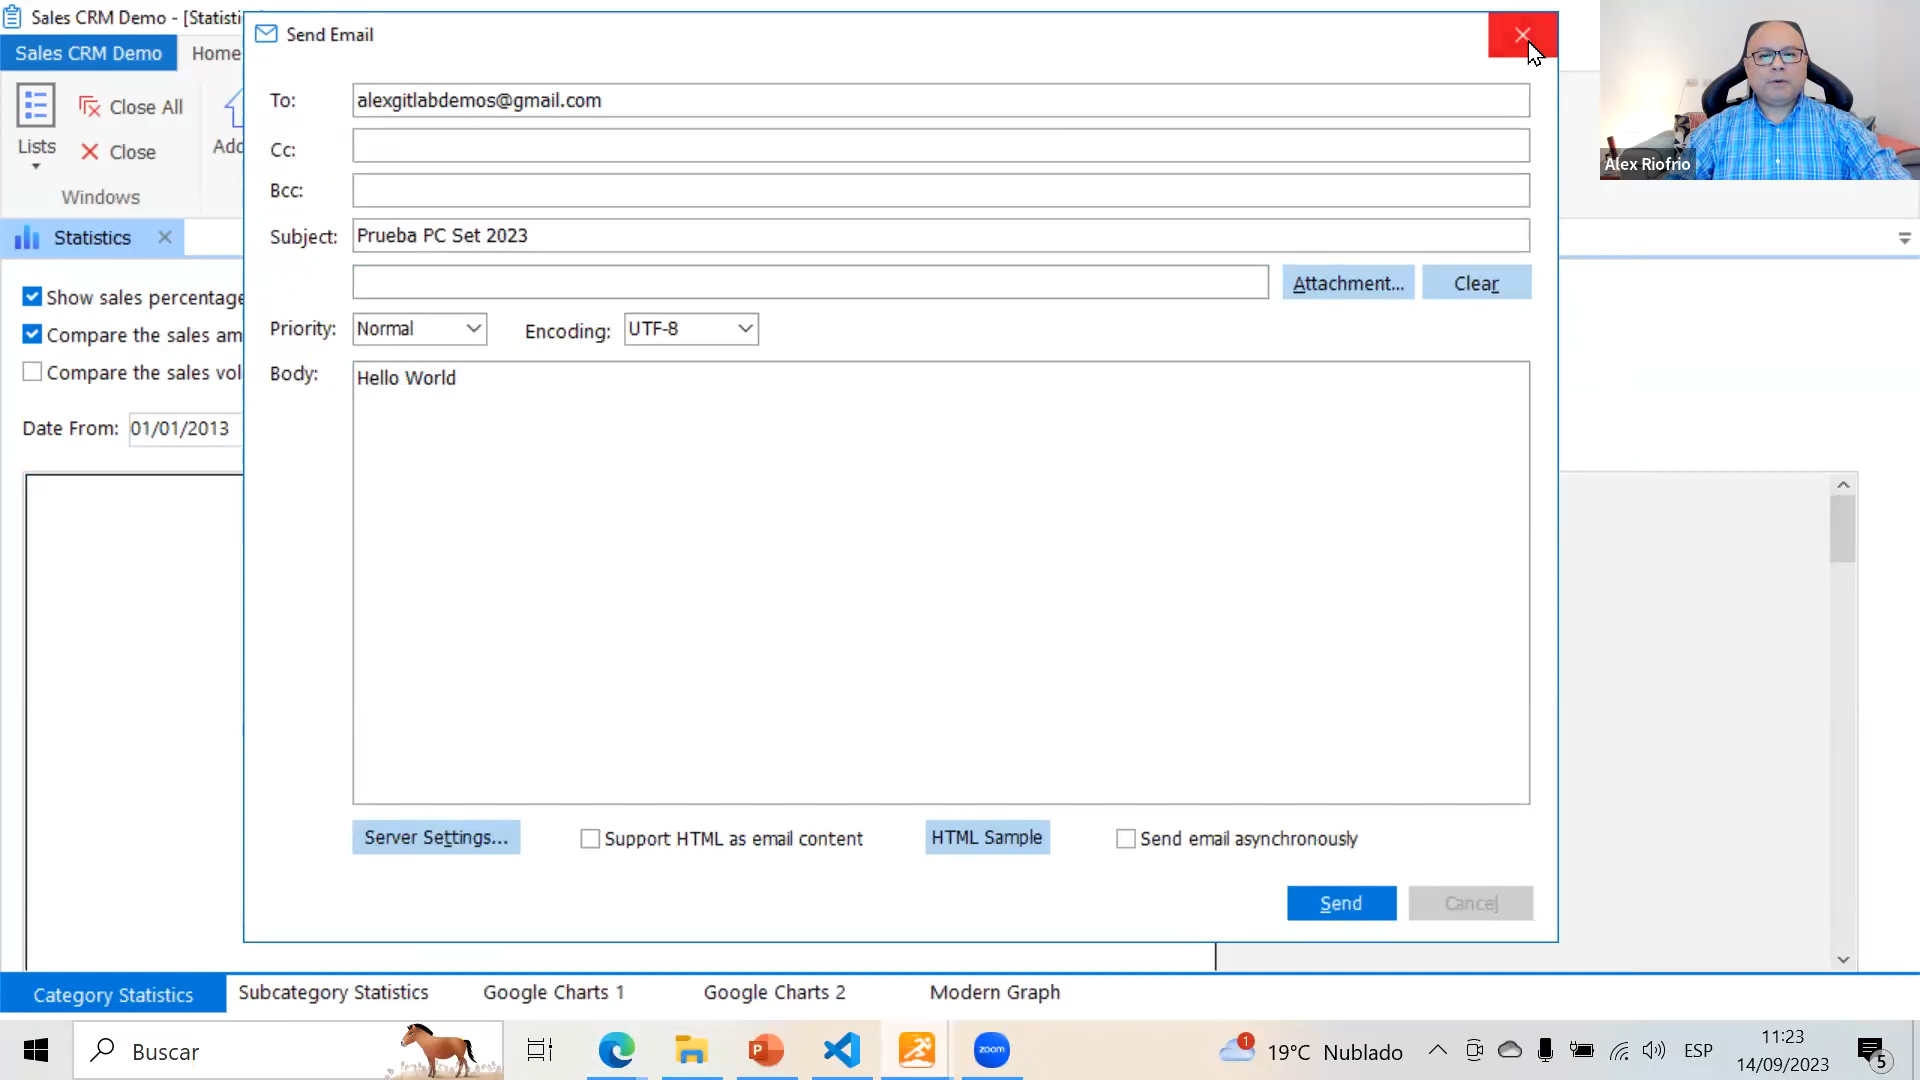 Sales CRM Demo - [Statisti
Send Email
Sales CRM Demo
Home
To:
alexgitlabdemos@gmail.com
Close All
Lists
Close
Add
Cc:
Windows
Bcc:
Alex Riofrio
Statistics
Subject:
Prueba PC Set 2023
Attachment...
Clear
Show sales percentage
Priority:
Normal
Encoding:
UTF-8
Compare the sales am
Compare the sales vol
Body:
Hello World
Date From:
01/01/2013
Server Settings...
Support HTML as email content
HTML Sample
Send email asynchronously
Send
Cancel
Category Statistics
Subcategory Statistics
Google Charts 1
Google Charts 2
Modern Graph
Buscar
P
zoom
1
19°C Nublado
ESP
11:23
14/09/2023
5